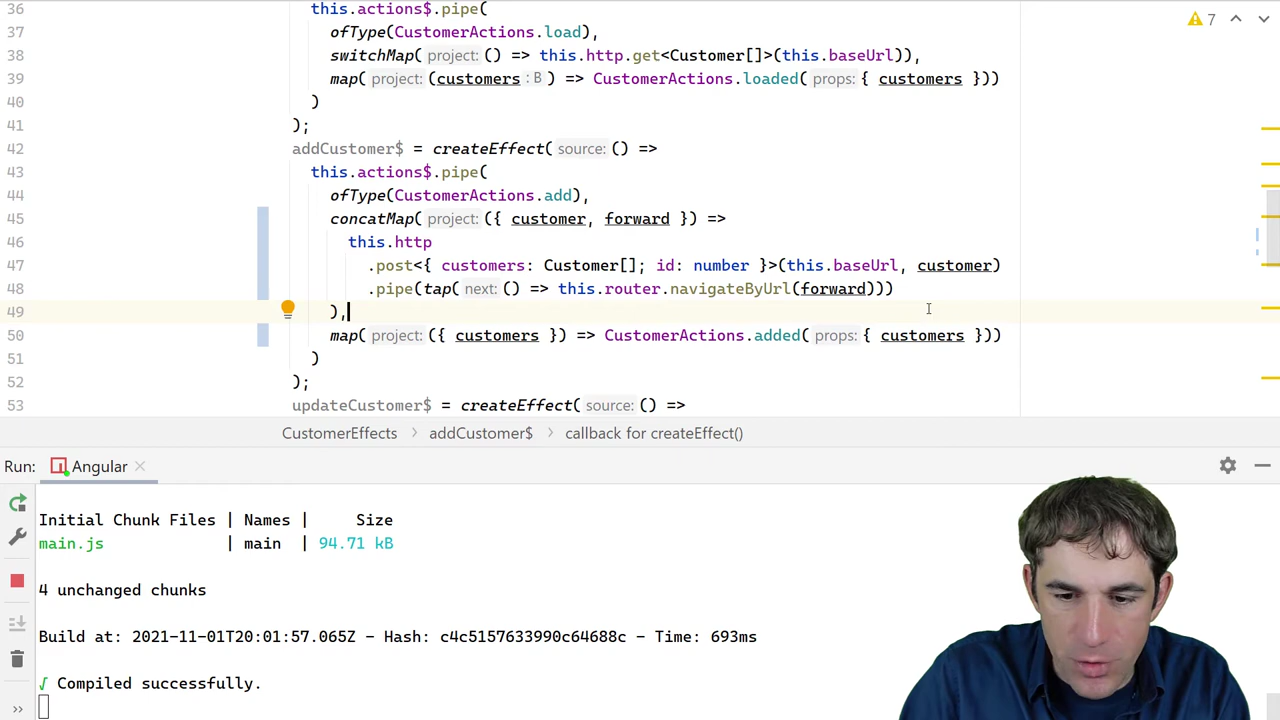 36 this.actions$.pipe(
37 ofType(CustomerActions.load),
38 switchMap( project: () => this.http.get<Customer[]>(this.baseUrl)),
39 map( project: (customers : B ) => CustomerActions.loaded( props: { customers }))
40 )
41 );
42 addCustomer$ = createEffect( source: () =>
43 this.actions$.pipe(
44 ofType(CustomerActions.add),
45 concatMap( project: ({ customer, forward }) =>
46 this.http
47 .post<{ customers: Customer[]; id: number }>(this.baseUrl, customer)
48 .pipe(tap( next: () => this.router.navigateByUrl(forward)))
49 ),
50 map( project: ({ customers }) => CustomerActions.added( props: { customers }))
51 )
52 );
53 updateCustomer$ = createEffect( source: () =>
7
CustomerEffects > addCustomer$ > callback for createEffect()
Run: Angular
Initial Chunk Files | Names | Size
main.js | main | 94.71 kB
4 unchanged chunks
Build at: 2021-11-01T20:01:57.065Z - Hash: c4c5157633990c64688c - Time: 693ms
√ Compiled successfully.